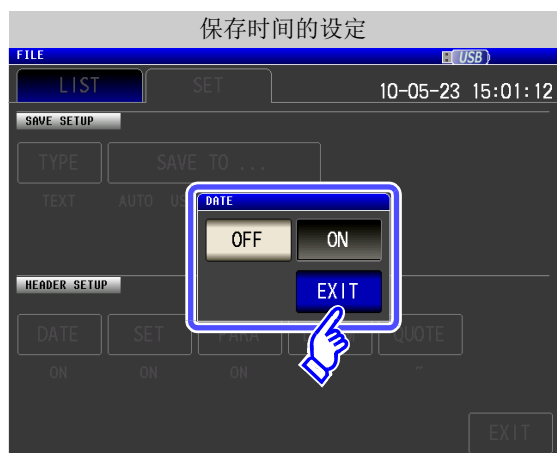 保存时间的设定
FILE
USB
LIST SET
10-05-23 15:01:12
SAVE SETUP
TYPE SAVE TO ...
TEXT AUTO
DATE
OFF ON
EXIT
HEADER SETUP
DATE SET PARA QUOTE
ON ON ON "
EXIT